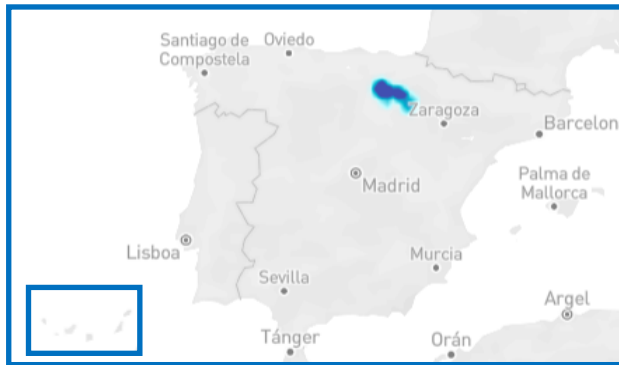 Santiago de
Compostela
Oviedo
Zaragoza
Barcelon
Madrid
Palma de
Mallorca
Lisboa
Murcia
Sevilla
Argel
Tánger
Orán